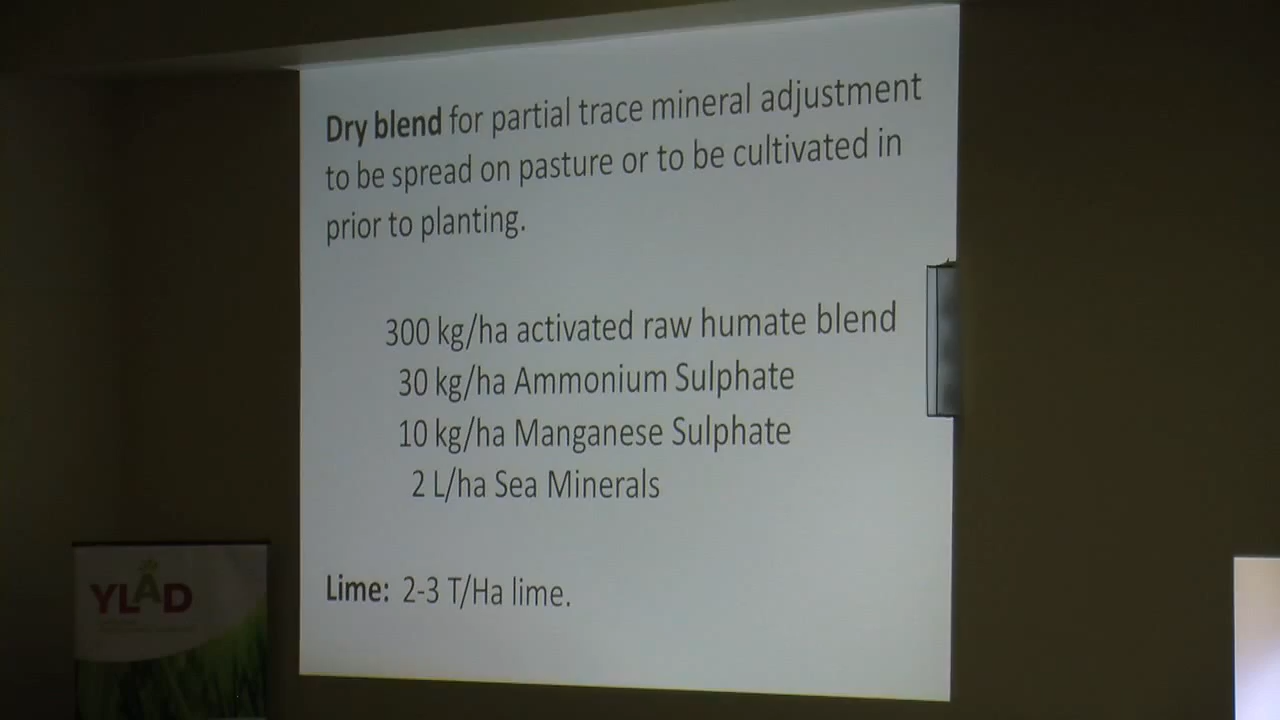 Dry blend for partial trace mineral adjustment
to be spread on pasture or to be cultivated in
prior to planting.
300 kg/ha activated raw humate blend
30 kg/ha Ammonium Sulphate
10 kg/ha Manganese Sulphate
2 L/ha Sea Minerals
Lime: 2-3 T/Ha lime.
YLAD